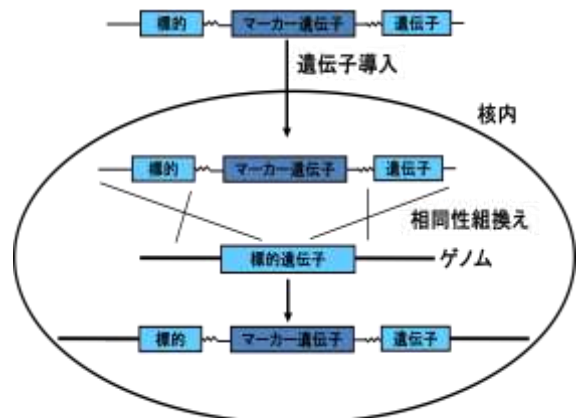 標的 マーカー遺伝子 遺伝子
遺伝子導入
核内
標的 マーカー遺伝子 遺伝子
相同性組換え
標的遺伝子 ゲノム
標的 マーカー遺伝子 遺伝子